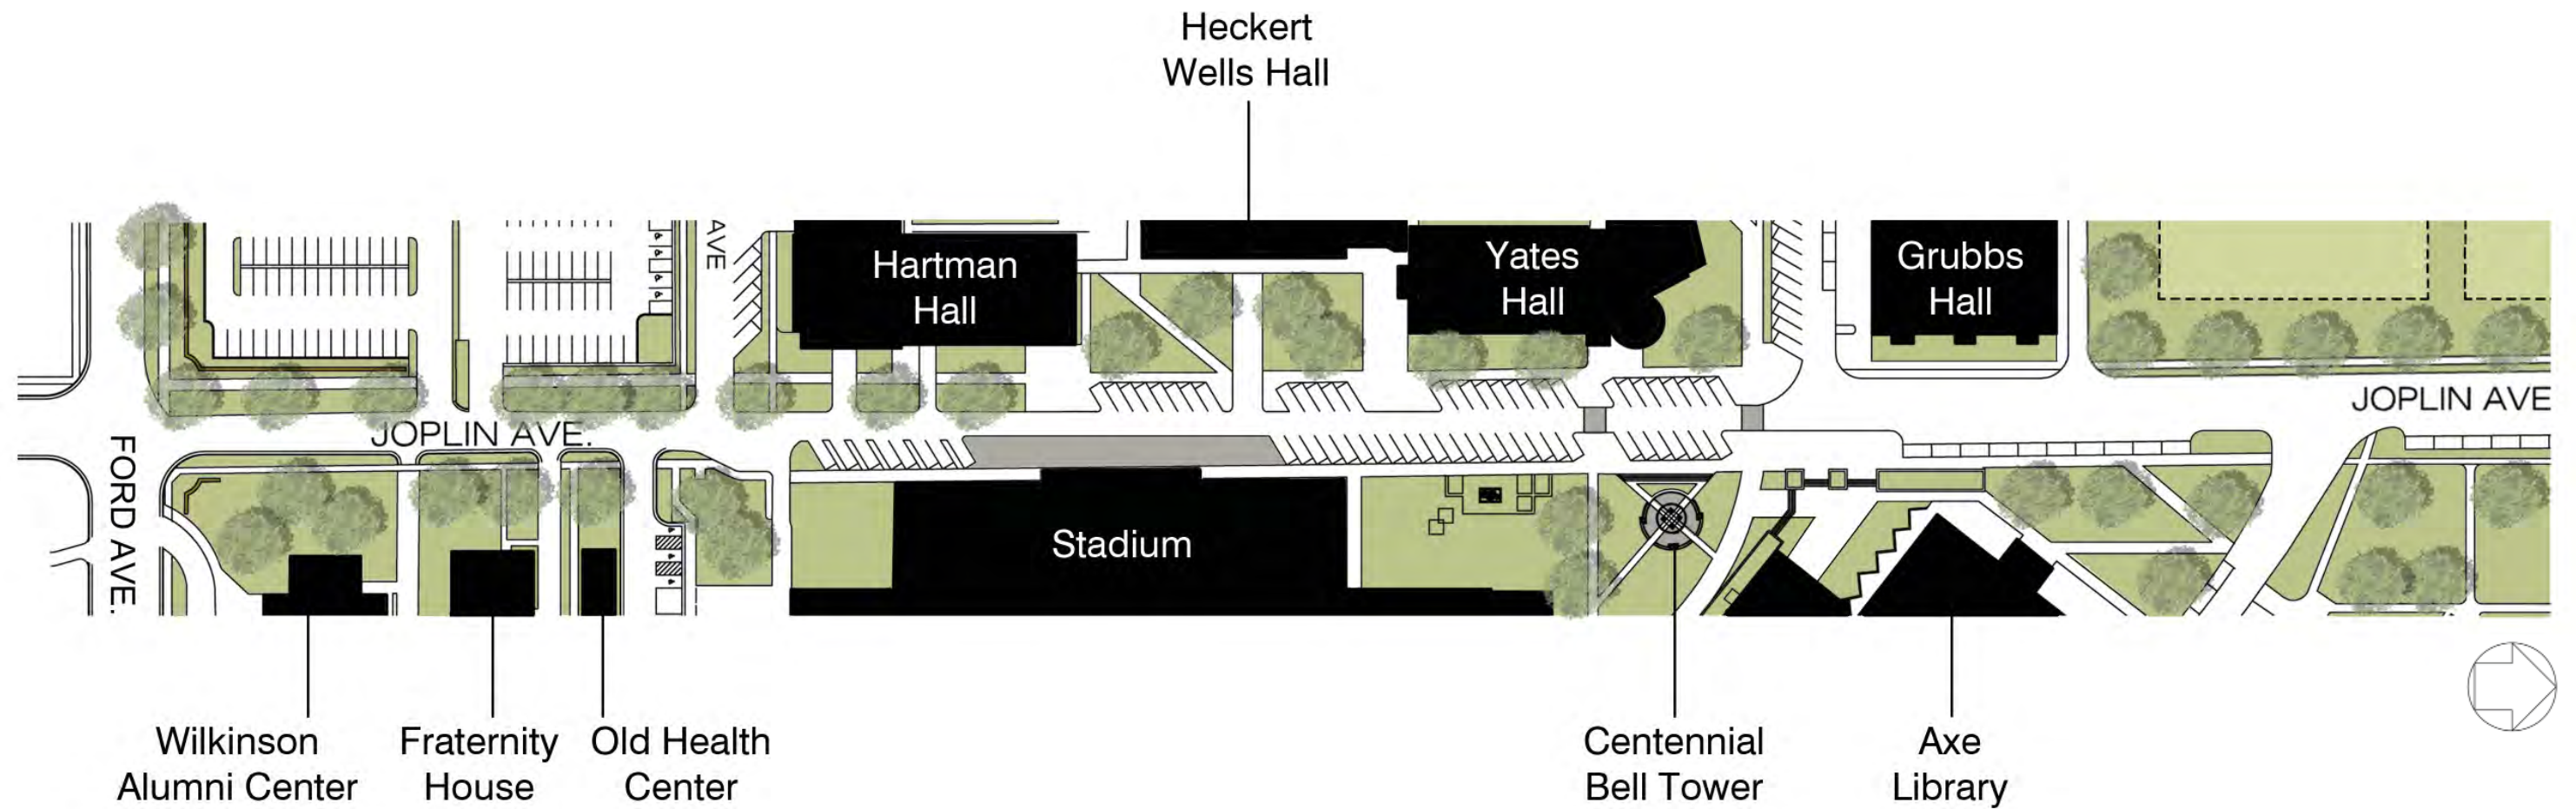 Heckert
Wells Hall
AVE
Hartman
Hall
Yates
Hall
Grubbs
Hall
JOPLIN AVE
JOPLIN AVE.
FORD AVE.
Stadium
Wilkinson
Alumni Center
Fraternity
House
Old Health
Center
Centennial
Bell Tower
Axe
Library